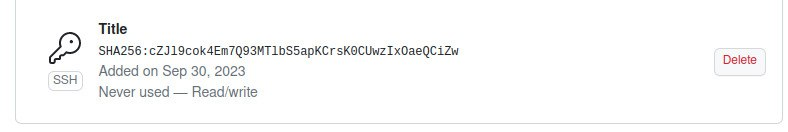 Title
SHA256:cZJl9cok4Em7Q93MTlbS5apKCrsK0CUwzIxOaeQCiZw
Added on Sep 30, 2023
SSH
Never used — Read/write
Delete